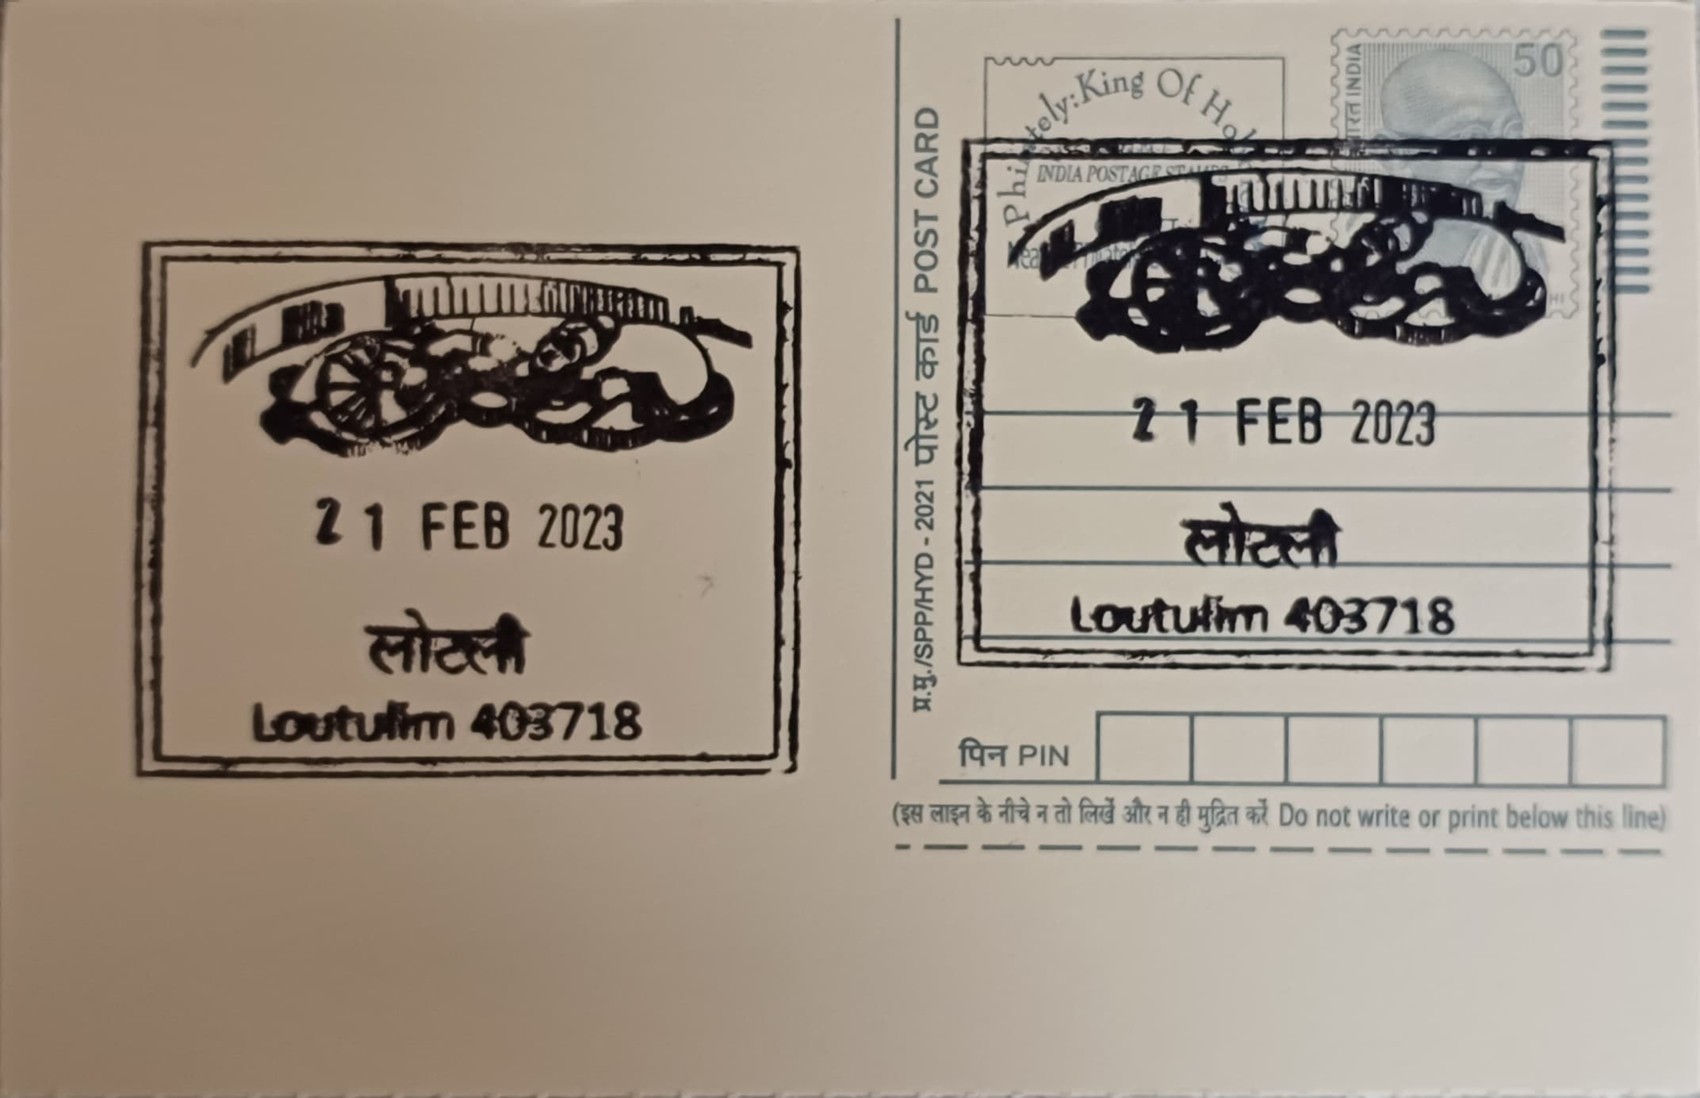 21 FEB 2023
लोटली
Loutulim 403718
Philately: King Of
INDIA POSTAGE STAMPS
भारत INDIA
50
प्र.मु./SPP/HYD - 2021 पोस्ट कार्ड POST CARD
21 FEB 2023
लोटली
Loutulim 403718
पिन PIN
(इस लाइन के नीचे न तो लिखें और न ही मुद्रित करें Do not write or print below this line)